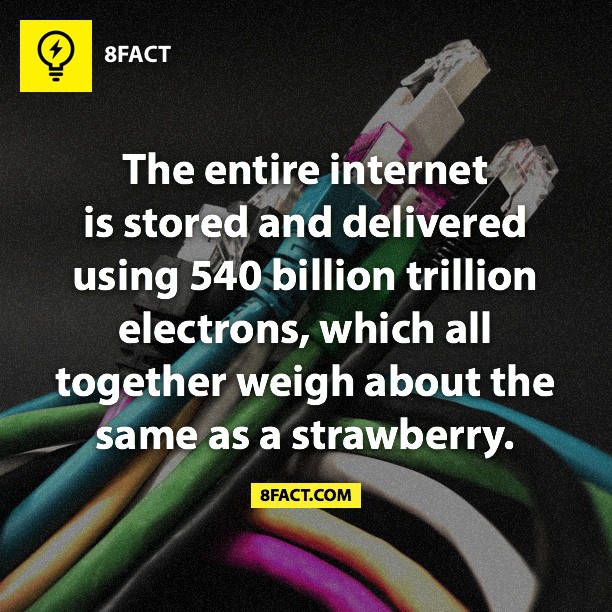 8FACT
The entire internet
is stored and delivered
using 540 billion trillion
electrons, which all
together weigh about the
same as a strawberry.
8FACT.COM